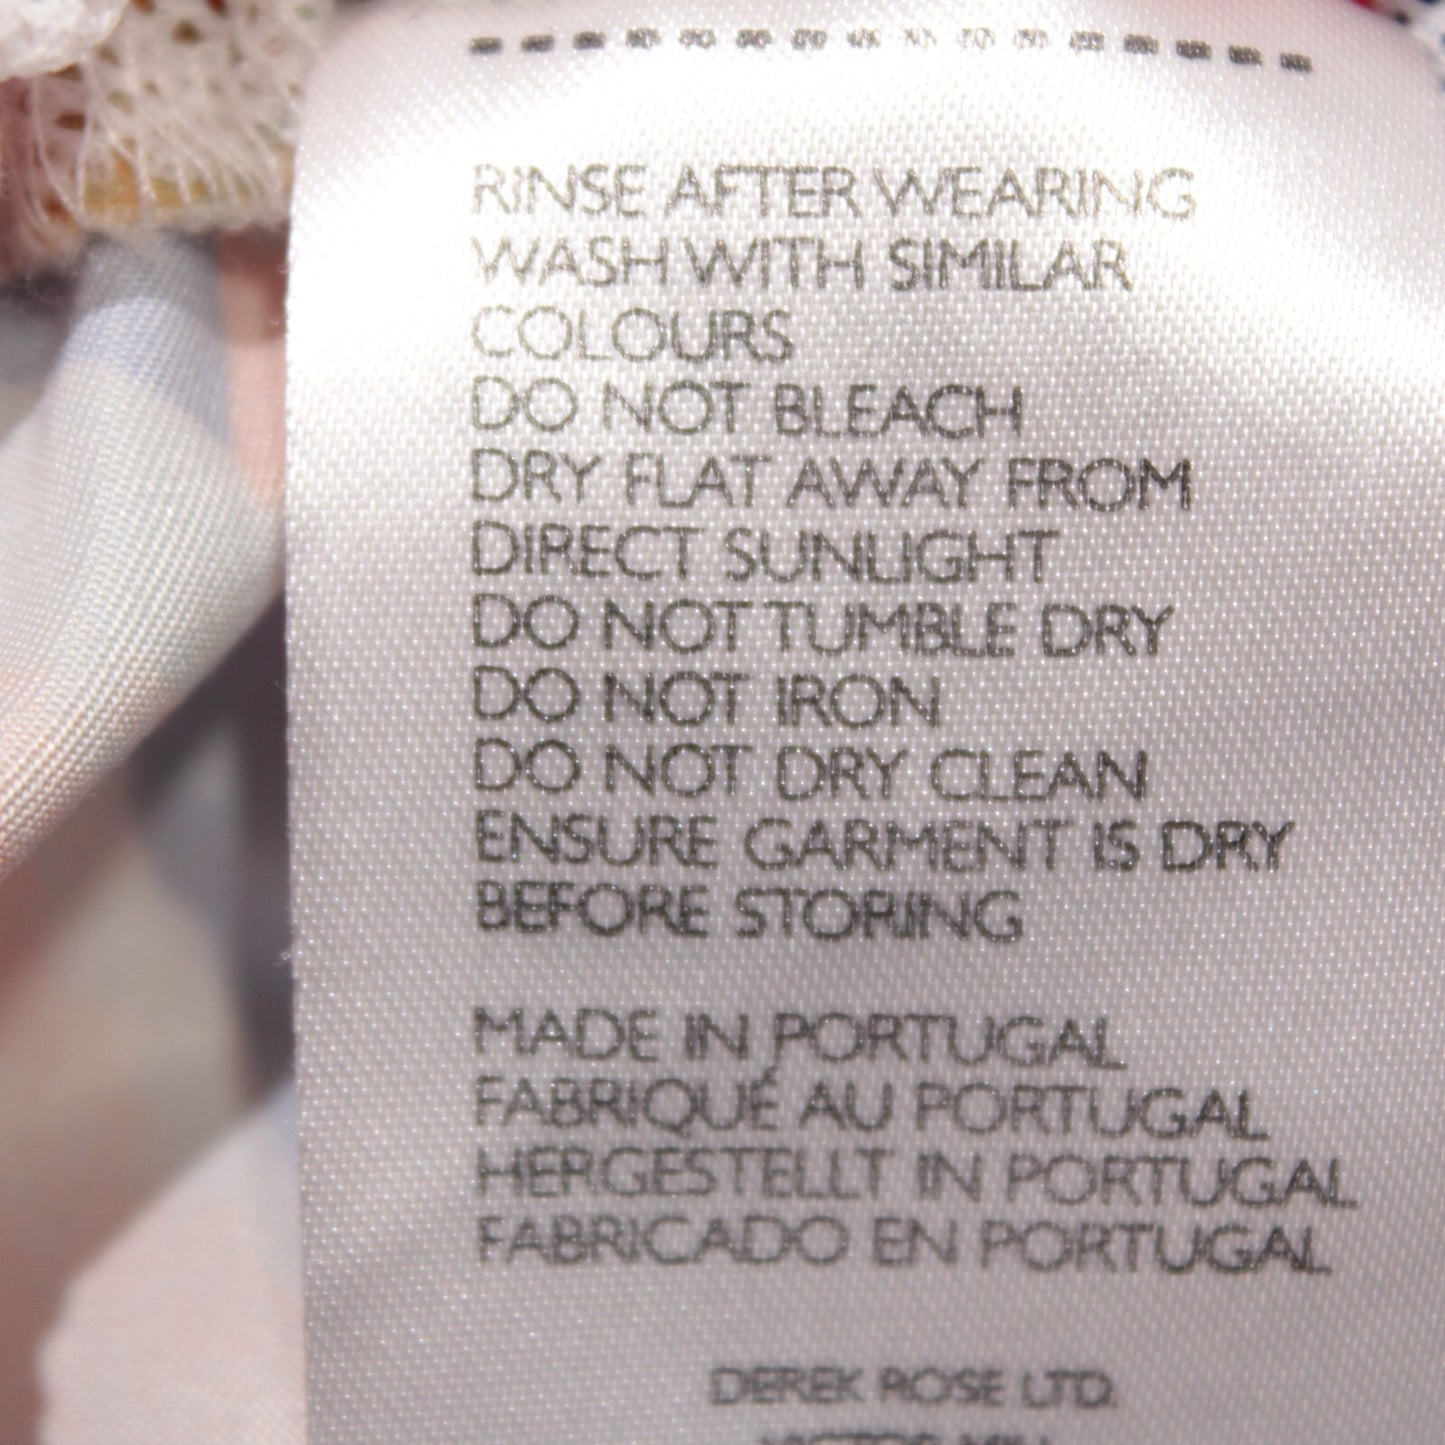 RINSE AFTER WEARING
WASH WITH SIMILAR
COLOURS
DO NOT BLEACH
DRY FLAT AWAY FROM
DIRECT SUNLIGHT
DO NOT TUMBLE DRY
DO NOT IRON
DO NOT DRY CLEAN
ENSURE GARMENT IS DRY
BEFORE STORING
MADE IN PORTUGAL
FABRIQUÉ AU PORTUGAL
HERGESTELLT IN PORTUGAL
FABRICADO EN PORTUGAL
DEREK ROSE LTD.